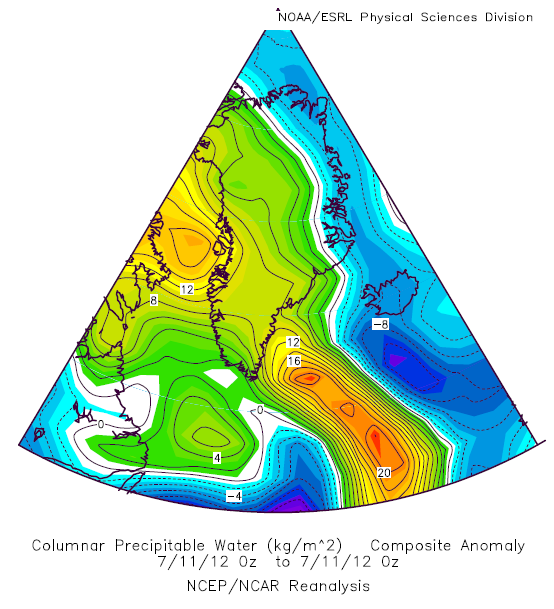 NOAA/ESRL Physical Sciences Division
12
8
-8
12
16
0
0
4
20
-4
Columnar Precipitable Water (kg/m^2) Composite Anomaly
7/11/12 0z to 7/11/12 0z
NCEP/NCAR Reanalysis